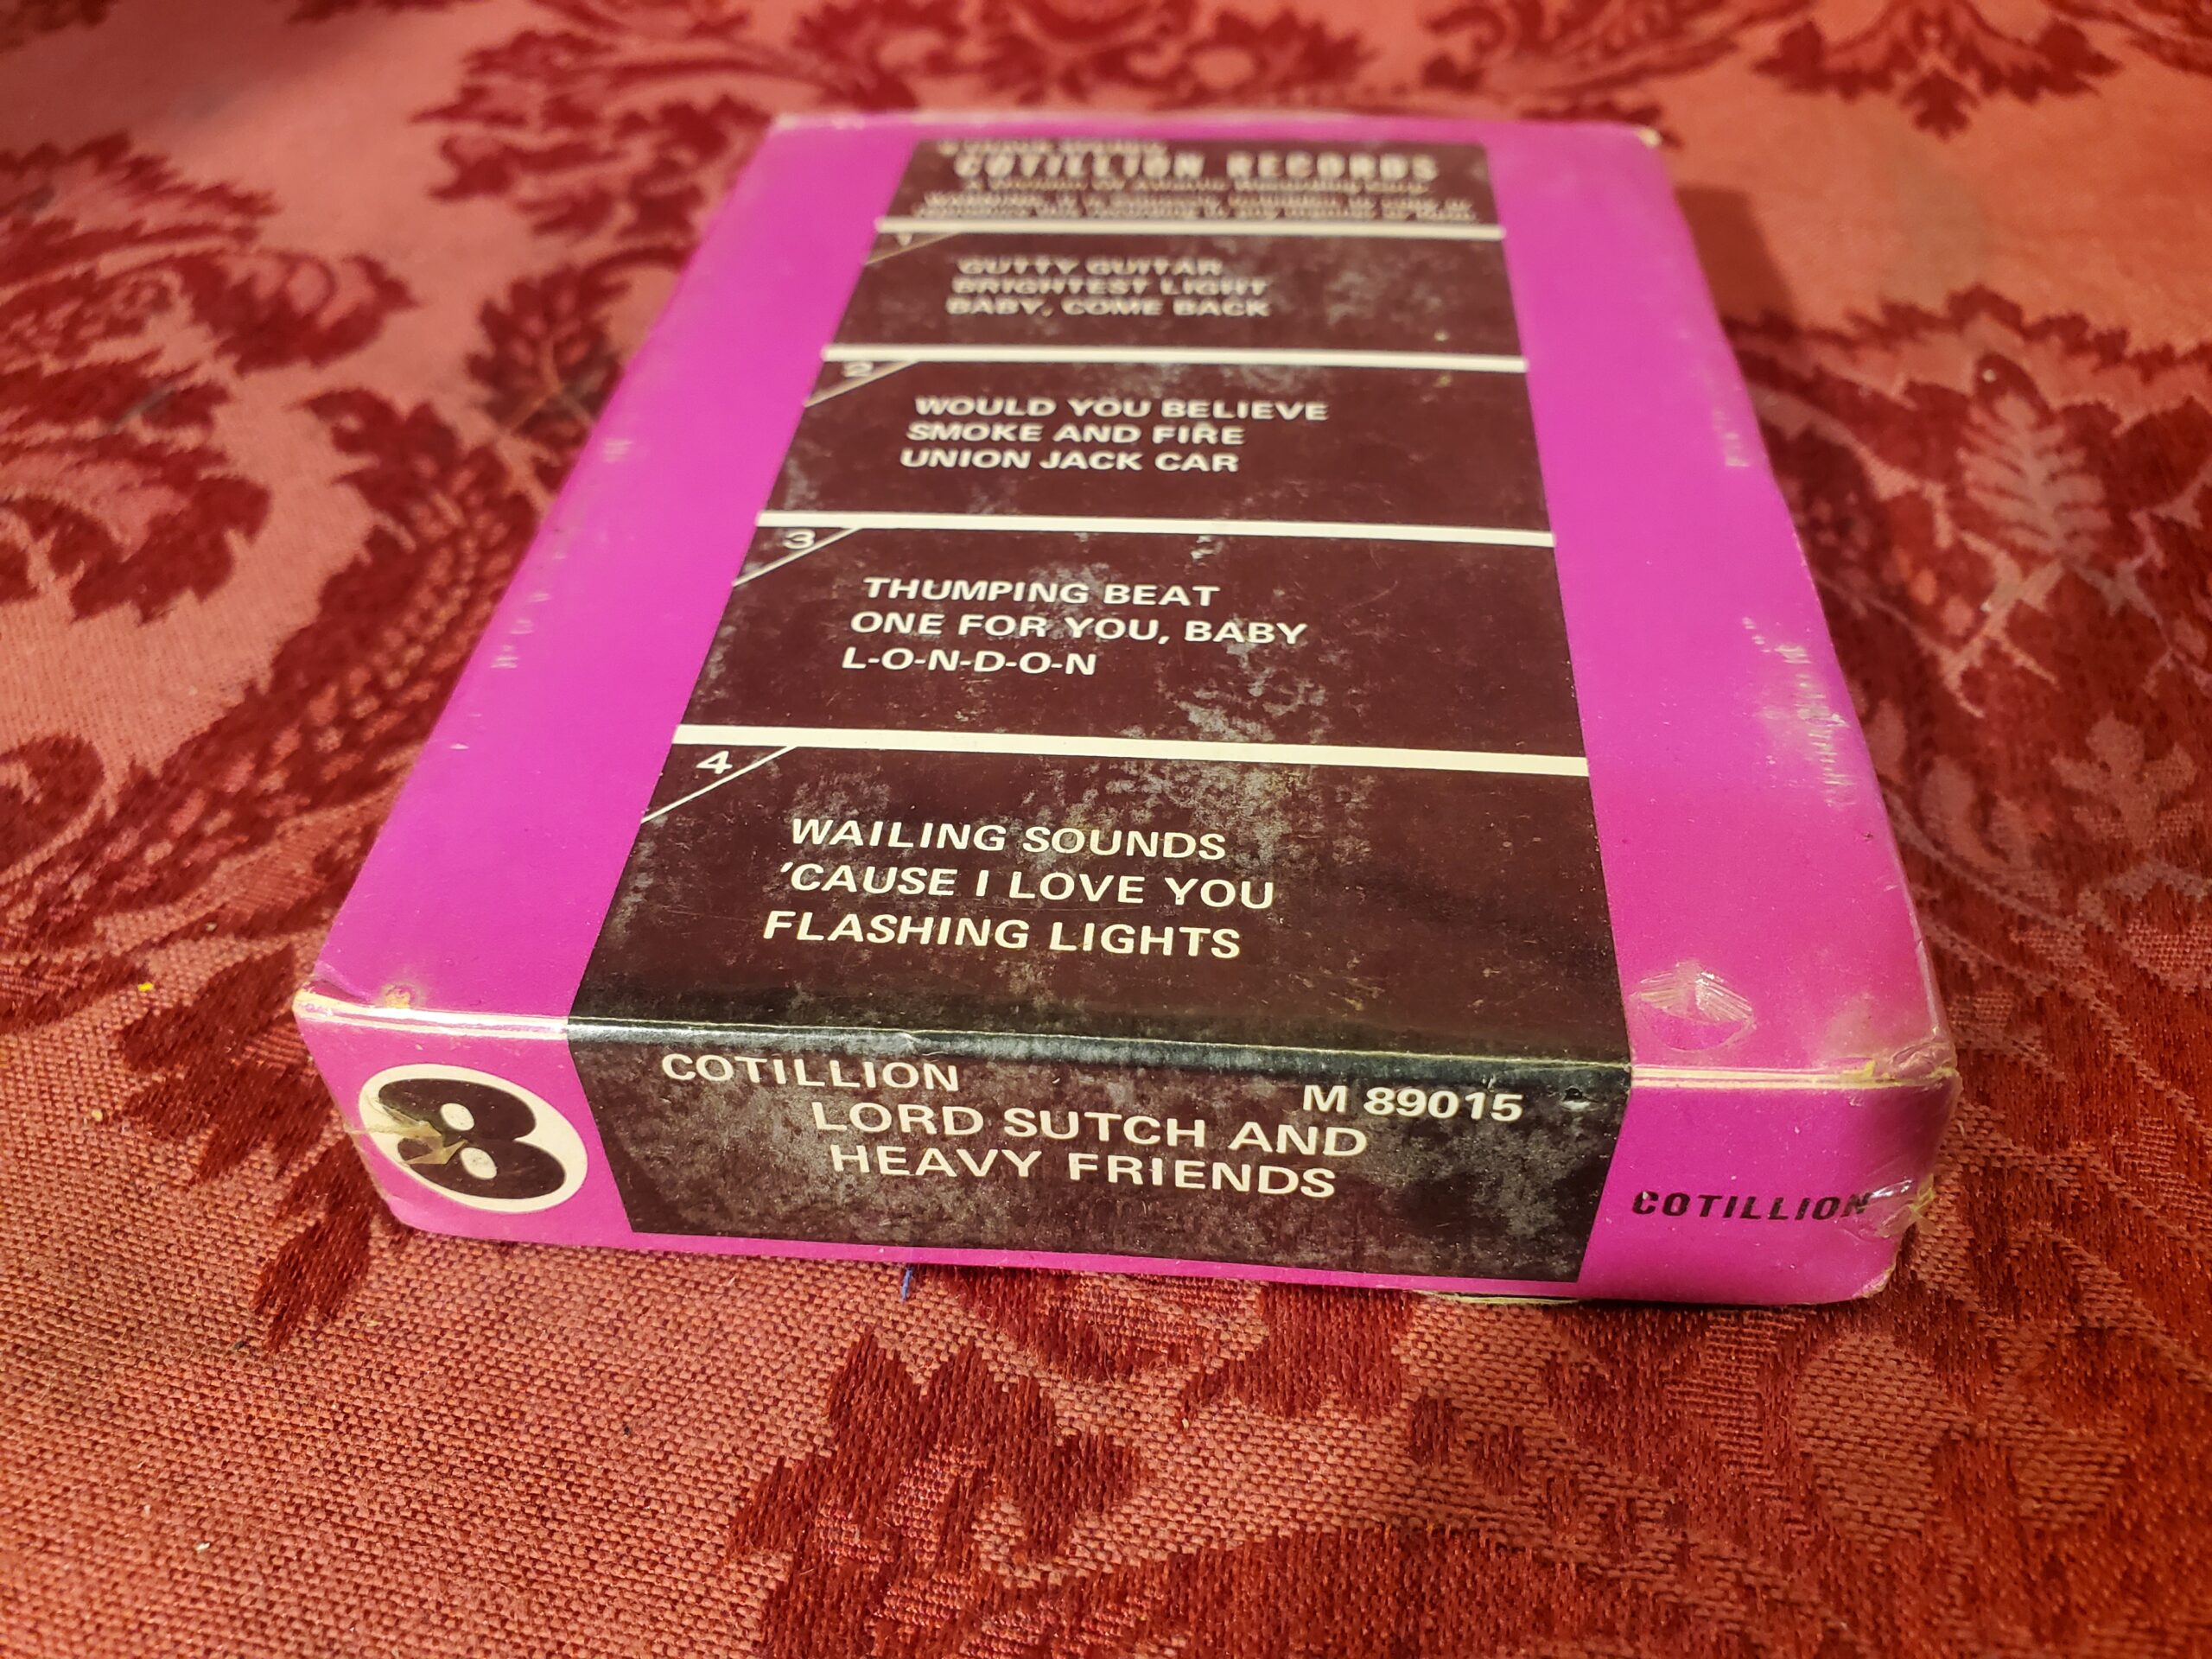 COTILLION RECORDS
1
GUTTY GUITAR
BRIGHTEST LIGHT
BABY, COME BACK
2
WOULD YOU BELIEVE
SMOKE AND FIRE
UNION JACK CAR
3
THUMPING BEAT
ONE FOR YOU, BABY
L-O-N-D-O-N
4
WAILING SOUNDS
'CAUSE I LOVE YOU
FLASHING LIGHTS
8
COTILLION M 89015
LORD SUTCH AND
HEAVY FRIENDS
COTILLION